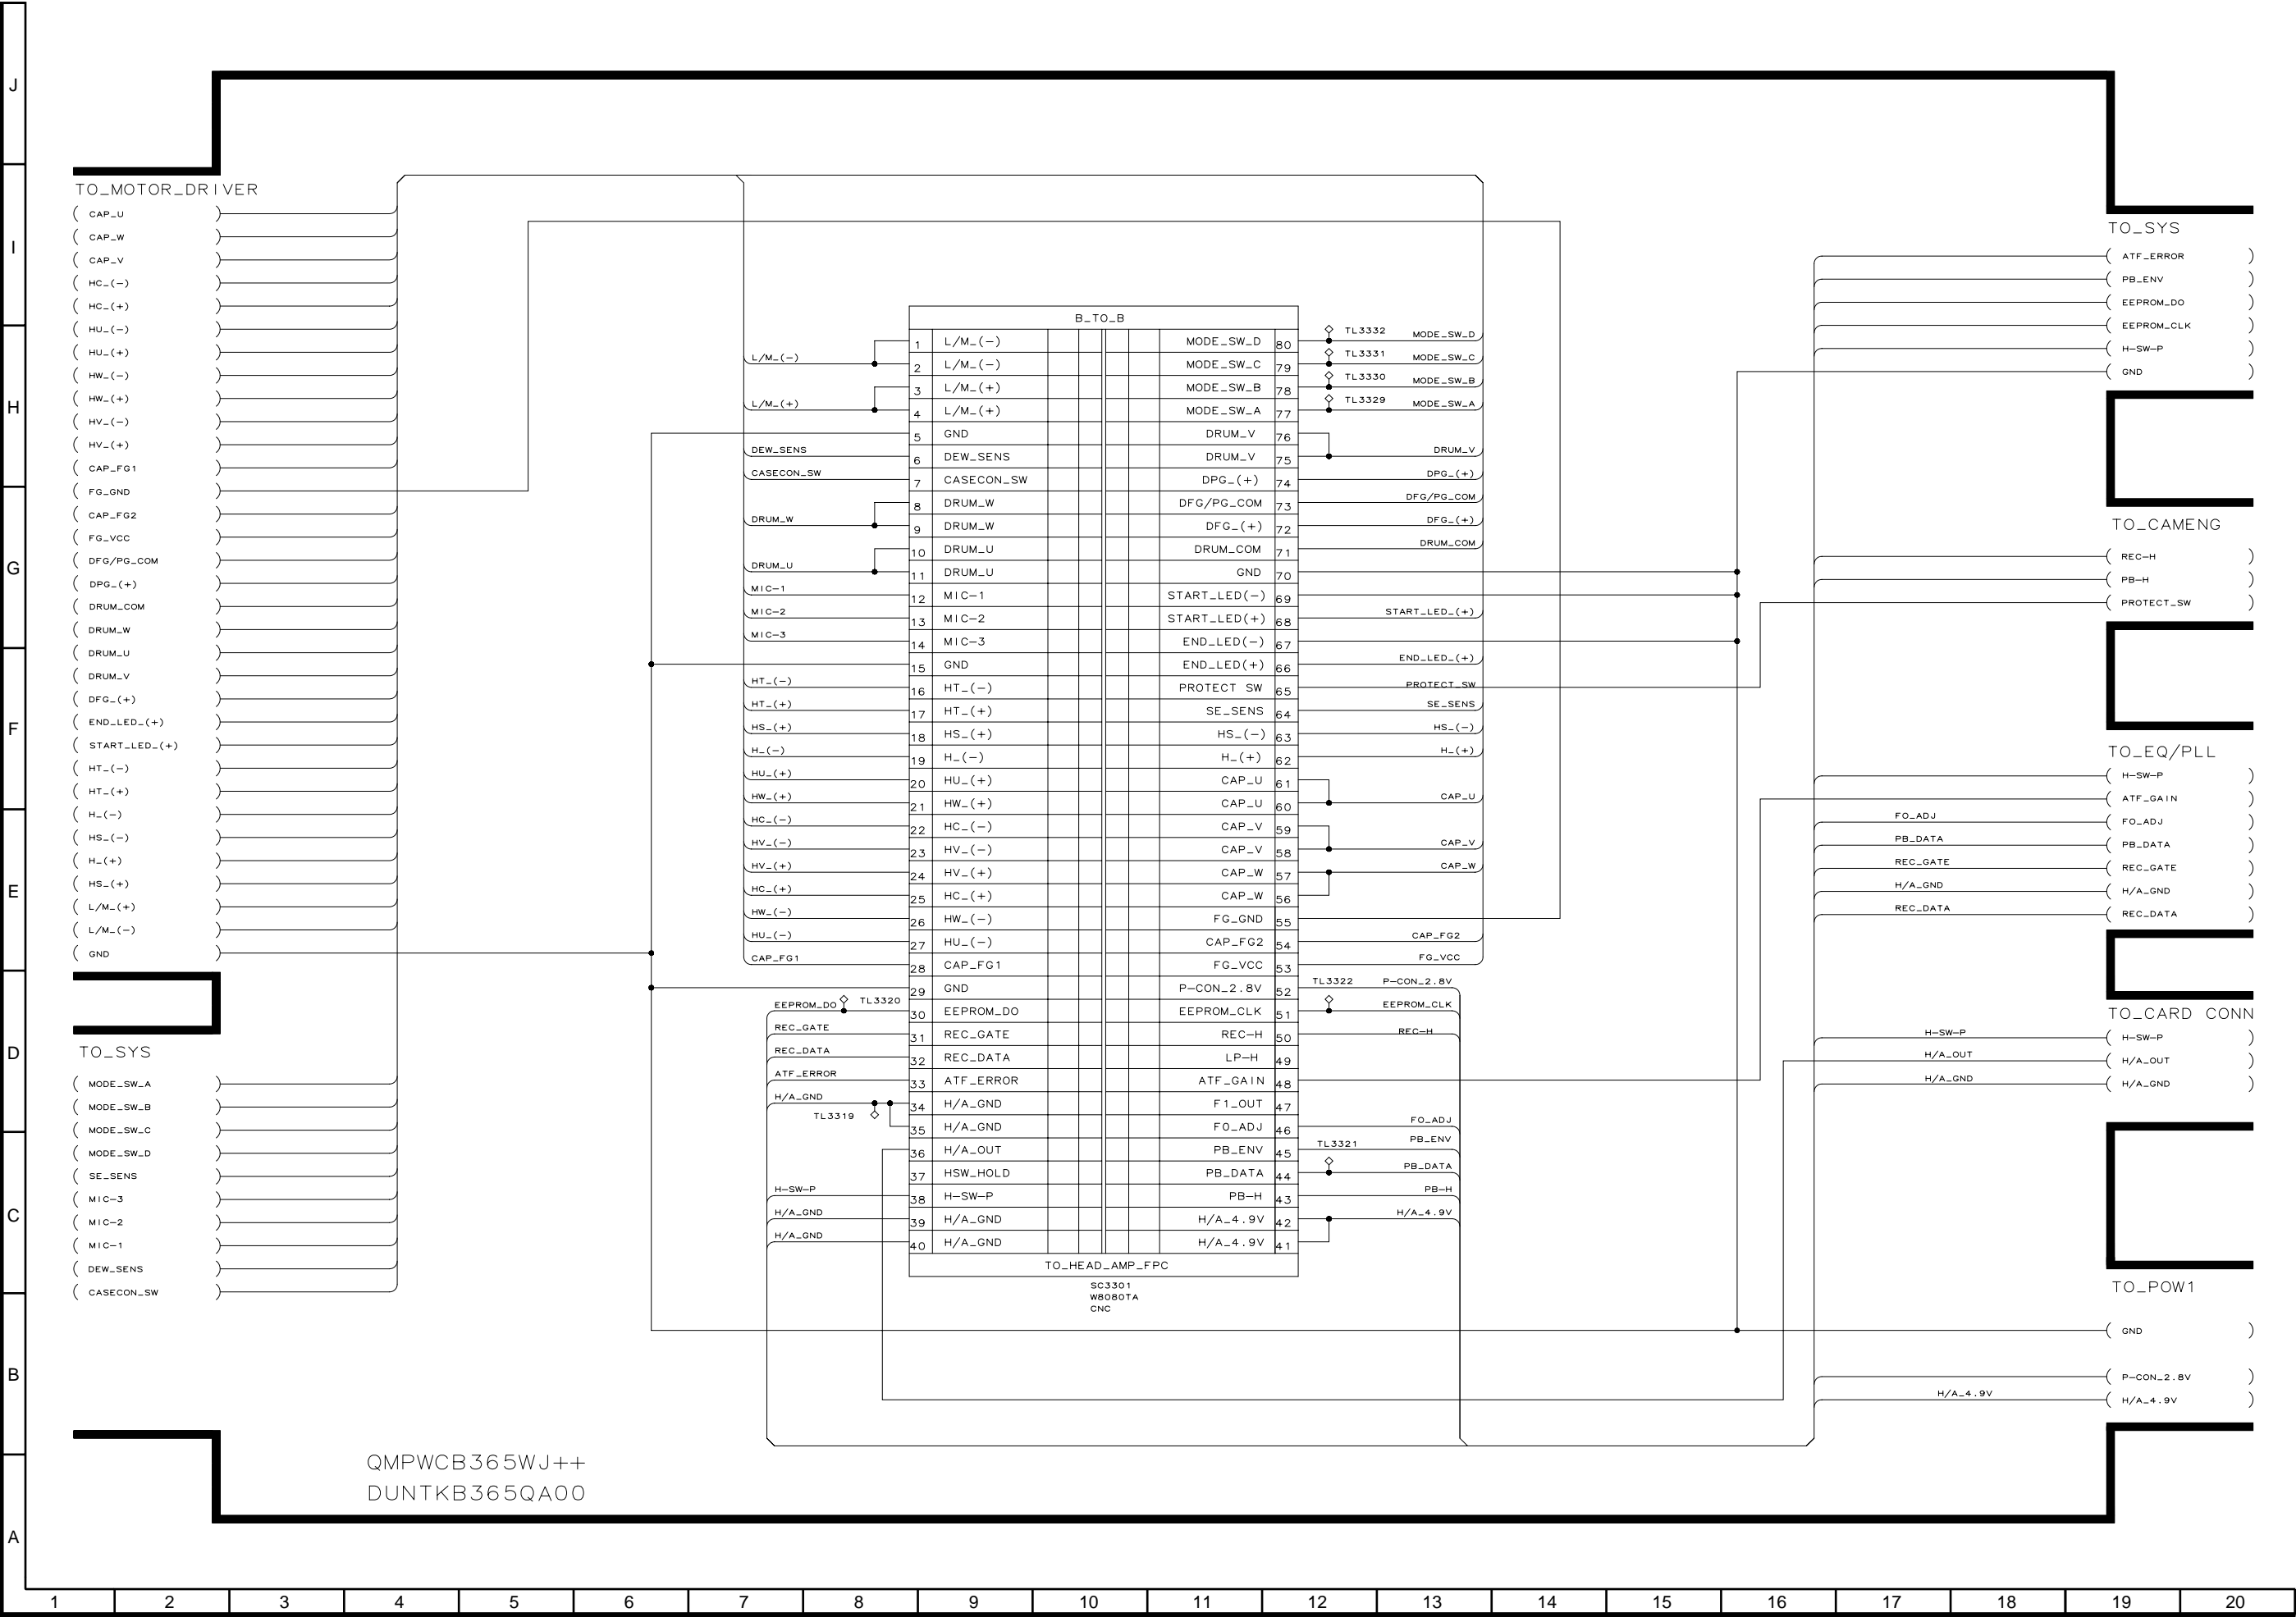 J
I
H
G
F
E
D
C
B
A
TO_MOTOR_DRIVER
CAP_U
CAP_W
CAP_V
HC_(-)
HC_(+)
HU_(-)
HU_(+)
HW_(-)
HW_(+)
HV_(-)
HV_(+)
CAP_FG1
FG_GND
CAP_FG2
FG_VCC
DFG/PG_COM
DPG_(+)
DRUM_COM
DRUM_W
DRUM_U
DRUM_V
DFG_(+)
END_LED_(+)
START_LED_(+)
HT_(-)
HT_(+)
H_(-)
HS_(-)
H_(+)
HS_(+)
L/M_(+)
L/M_(-)
GND
TO_SYS
MODE_SW_A
MODE_SW_B
MODE_SW_C
MODE_SW_D
SE_SENS
MIC-3
MIC-2
MIC-1
DEW_SENS
CASECON_SW
QMPWCB365WJ++
DUNTKB365QA00
L/M_(-)
L/M_(+)
DEW_SENS
CASECON_SW
DRUM_W
DRUM_U
MIC-1
MIC-2
MIC-3
HT_(-)
HT_(+)
HS_(+)
H_(-)
HU_(+)
HW_(+)
HC_(-)
HV_(-)
HV_(+)
HC_(+)
HW_(-)
HU_(-)
CAP_FG1
EEPROM_DO TL3320
REC_GATE
REC_DATA
ATF_ERROR
H/A_GND
TL3319
H-SW-P
H/A_GND
H/A_GND
B_TO_B
1 L/M_(-) MODE_SW_D 80
2 L/M_(-) MODE_SW_C 79
3 L/M_(+) MODE_SW_B 78
4 L/M_(+) MODE_SW_A 77
5 GND DRUM_V 76
6 DEW_SENS DRUM_V 75
7 CASECON_SW DPG_(+) 74
8 DRUM_W DFG/PG_COM 73
9 DRUM_W DFG_(+) 72
10 DRUM_U DRUM_COM 71
11 DRUM_U GND 70
12 MIC-1 START_LED(-) 69
13 MIC-2 START_LED(+) 68
14 MIC-3 END_LED(-) 67
15 GND END_LED(+) 66
16 HT_(-) PROTECT SW 65
17 HT_(+) SE_SENS 64
18 HS_(+) HS_(-) 63
19 H_(-) H_(+) 62
20 HU_(+) CAP_U 61
21 HW_(+) CAP_U 60
22 HC_(-) CAP_V 59
23 HV_(-) CAP_V 58
24 HV_(+) CAP_W 57
25 HC_(+) CAP_W 56
26 HW_(-) FG_GND 55
27 HU_(-) CAP_FG2 54
28 CAP_FG1 FG_VCC 53
29 GND P-CON_2.8V 52
30 EEPROM_DO EEPROM_CLK 51
31 REC_GATE REC-H 50
32 REC_DATA LP-H 49
33 ATF_ERROR ATF_GAIN 48
34 H/A_GND F1_OUT 47
35 H/A_GND FO_ADJ 46
36 H/A_OUT PB_ENV 45
37 HSW_HOLD PB_DATA 44
38 H-SW-P PB-H 43
39 H/A_GND H/A_4.9V 42
40 H/A_GND H/A_4.9V 41
TO_HEAD_AMP_FPC
SC3301
W8080TA
CNC
TL3332 MODE_SW_D
TL3331 MODE_SW_C
TL3330 MODE_SW_B
TL3329 MODE_SW_A
DRUM_V
DPG_(+)
DFG/PG_COM
DFG_(+)
DRUM_COM
START_LED_(+)
END_LED_(+)
PROTECT_SW
SE_SENS
HS_(-)
H_(+)
CAP_U
CAP_V
CAP_W
CAP_FG2
FG_VCC
TL3322 P-CON_2.8V
EEPROM_CLK
REC-H
FO_ADJ
TL3321 PB_ENV
PB_DATA
PB-H
H/A_4.9V
TO_SYS
ATF_ERROR
PB_ENV
EEPROM_DO
EEPROM_CLK
H-SW-P
GND
TO_CAMENG
REC-H
PB-H
PROTECT_SW
TO_EQ/PLL
H-SW-P
ATF_GAIN
FO_ADJ FO_ADJ
PB_DATA PB_DATA
REC_GATE REC_GATE
H/A_GND H/A_GND
REC_DATA REC_DATA
TO_CARD CONN
H-SW-P H-SW-P
H/A_OUT H/A_OUT
H/A_GND H/A_GND
TO_POW1
GND
P-CON_2.8V
H/A_4.9V H/A_4.9V
1 2 3 4 5 6 7 8 9 10 11 12 13 14 15 16 17 18 19 20